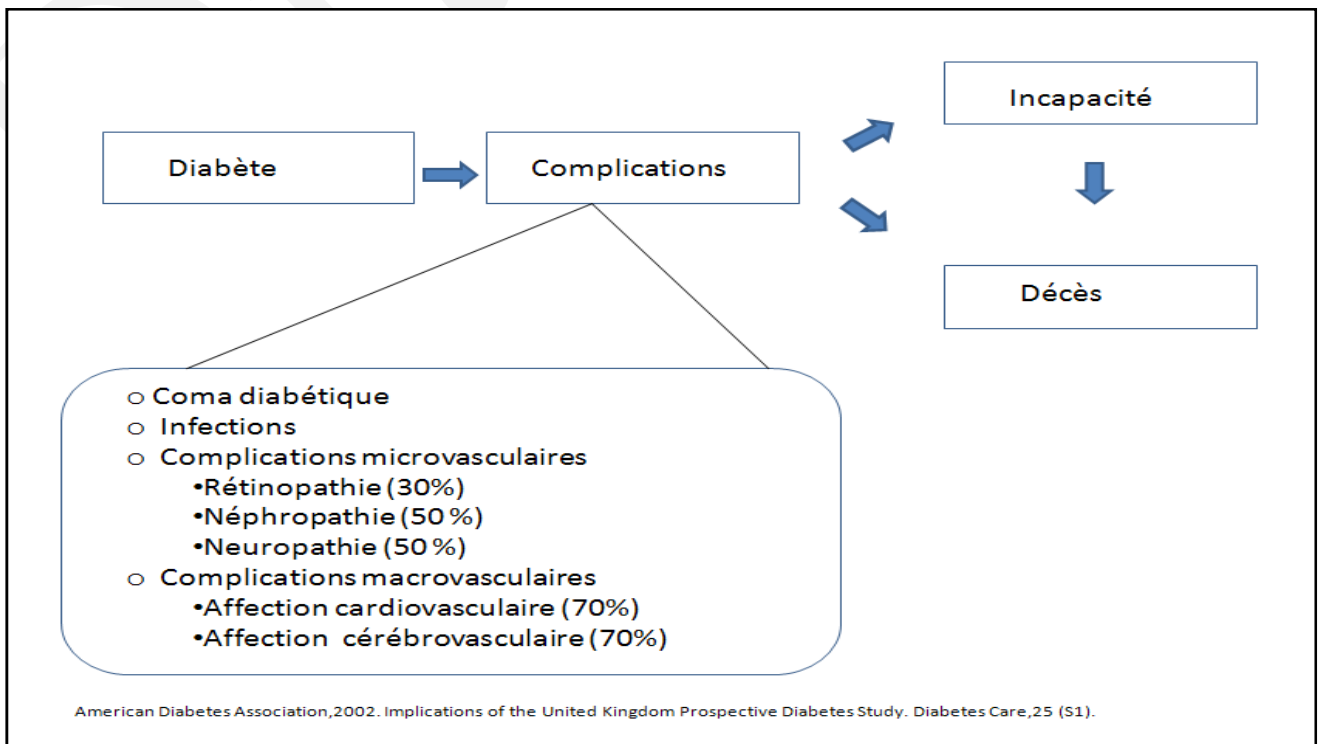 Incapacité
Diabète
Complications
Décès
o Coma diabétique
o Infections
o Complications microvasculaires
•Rétinopathie (30%)
•Néphropathie (50 %)
•Neuropathie (50 %)
o Complications macrovasculaires
•Affection cardiovasculaire (70%)
•Affection cérébrovasculaire (70%)
American Diabetes Association,2002. Implications of the United Kingdom Prospective Diabetes Study. Diabetes Care,25 (S1).